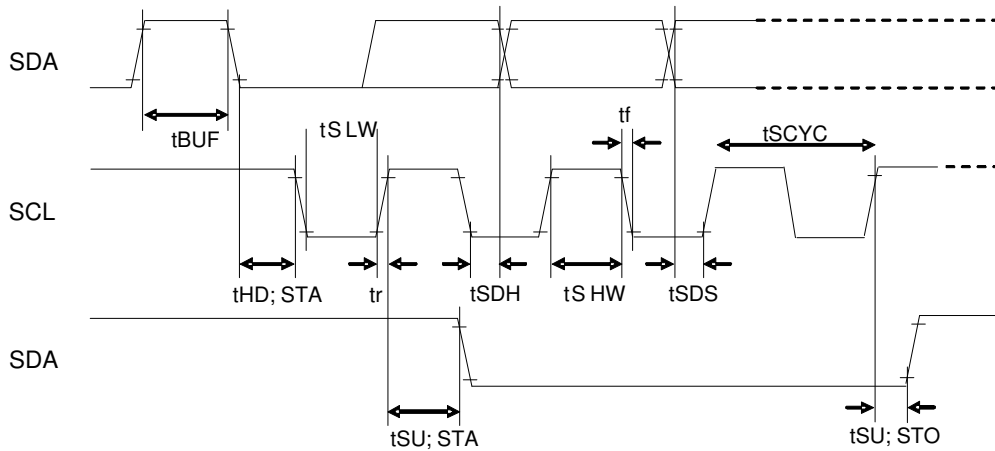 SDA
tBUF
tS LW
tf
tSCYC
SCL
tHD; STA
tr
tSDH
tS HW
tSDS
SDA
tSU; STA
tSU; STO